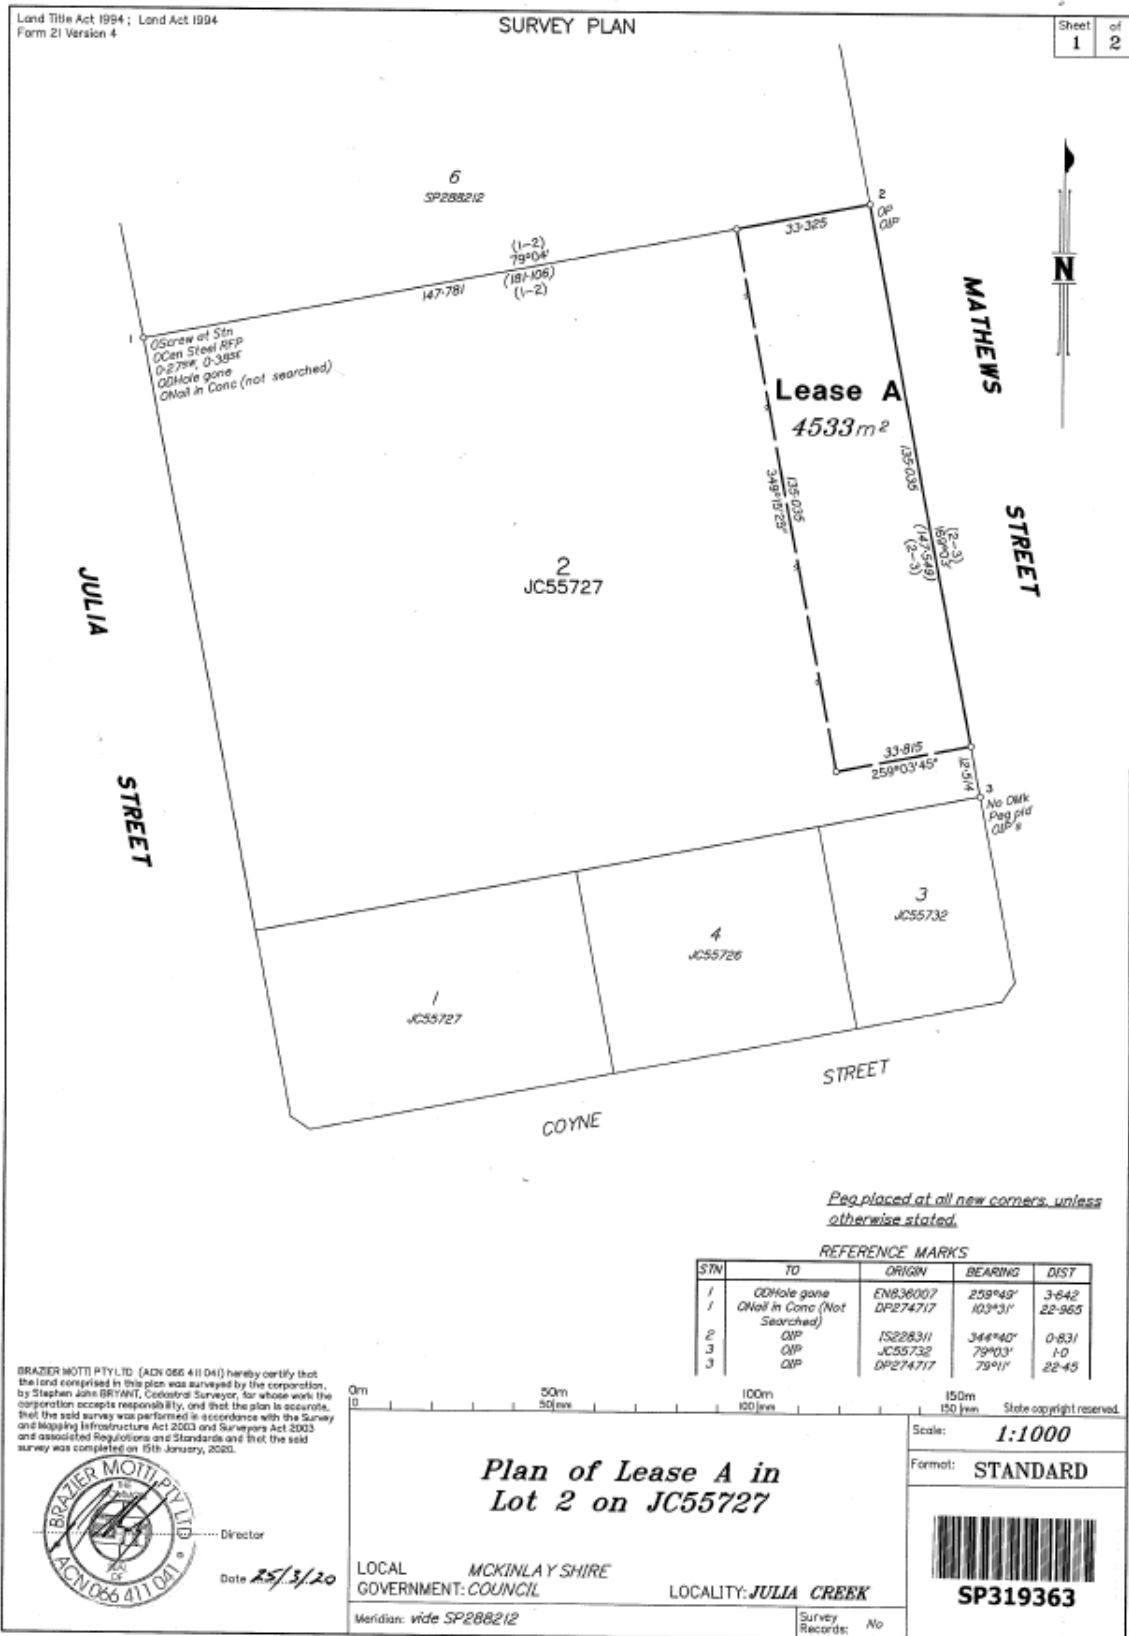 Land Title Act 1994 ; Land Act 1994
Form 21 Version 4
SURVEY PLAN
Sheet of
1 2
6
SP288212
2
OP
OIP
33·325
(1-2)
79°04'
(181·106)
(1-2)
147·781
1
OScrew at Stn
OCen Steel RFP
0·27SW, 0·38SE
ODHole gone
ONail in Conc (not searched)
N
MATHEWS
STREET
Lease A
4533m²
135·035
135·035
349°15'25"
(2-3)
169°03'
(147·549)
(2-3)
2
JC55727
JULIA
STREET
33·815
259°03'45"
12·514
3
No OMk
Peg pld
OIP's
3
JC55732
4
JC55726
1
JC55727
COYNE STREET
Peg placed at all new corners, unless
otherwise stated.
REFERENCE MARKS
STN TO ORIGIN BEARING DIST
1 ODHole gone EN836007 259°49' 3·642
1 ONail in Conc (Not DP274717 103°31' 22·965
Searched)
2 OIP IS228311 344°40' 0·831
3 OIP JC55732 79°03' 1·0
3 OIP DP274717 79°11' 22·45
BRAZIER MOTTI PTY LTD (ACN 066 411 041) hereby certify that
the land comprised in this plan was surveyed by the corporation,
by Stephen John BRYANT, Cadastral Surveyor, for whose work the
corporation accepts responsibility, and that the plan is accurate,
that the said survey was performed in accordance with the Survey
and Mapping Infrastructure Act 2003 and Surveyors Act 2003
and associated Regulations and Standards and that the said
survey was completed on 15th January, 2020.
0m 50m 100m 150m
0 50 mm 100 mm 150 mm State copyright reserved.
BRAZIER MOTTI PTY LTD
THE
SEAL
OF
ACN 066 411 041
Director
Date 25/3/20
Plan of Lease A in
Lot 2 on JC55727
Scale: 1:1000
Format: STANDARD
LOCAL MCKINLAY SHIRE
GOVERNMENT: COUNCIL LOCALITY: JULIA CREEK
Meridian: vide SP288212
Survey
Records: No
SP319363